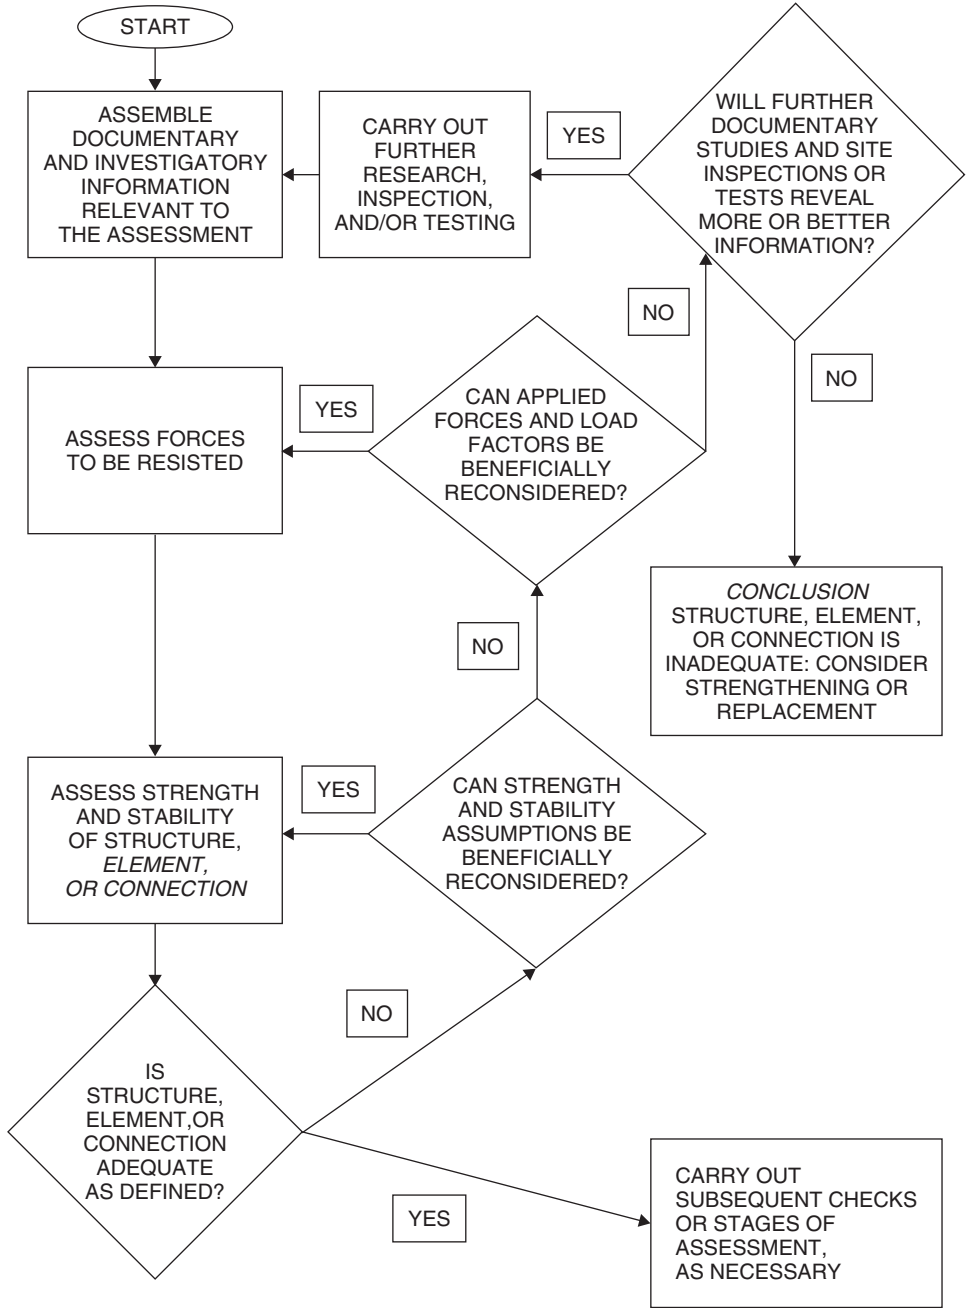 START
ASSEMBLE
DOCUMENTARY
AND INVESTIGATORY
INFORMATION
RELEVANT TO
THE ASSESSMENT
CARRY OUT
FURTHER
RESEARCH,
INSPECTION,
AND/OR TESTING
YES
WILL FURTHER
DOCUMENTARY
STUDIES AND SITE
INSPECTIONS OR
TESTS REVEAL
MORE OR BETTER
INFORMATION?
NO
NO
ASSESS FORCES
TO BE RESISTED
YES
CAN APPLIED
FORCES AND LOAD
FACTORS BE
BENEFICIALLY
RECONSIDERED?
CONCLUSION
STRUCTURE, ELEMENT,
OR CONNECTION IS
INADEQUATE: CONSIDER
STRENGTHENING OR
REPLACEMENT
NO
ASSESS STRENGTH
AND STABILITY
OF STRUCTURE,
ELEMENT,
OR CONNECTION
YES
CAN STRENGTH
AND STABILITY
ASSUMPTIONS BE
BENEFICIALLY
RECONSIDERED?
NO
IS
STRUCTURE,
ELEMENT,OR
CONNECTION
ADEQUATE
AS DEFINED?
YES
CARRY OUT
SUBSEQUENT CHECKS
OR STAGES OF
ASSESSMENT,
AS NECESSARY